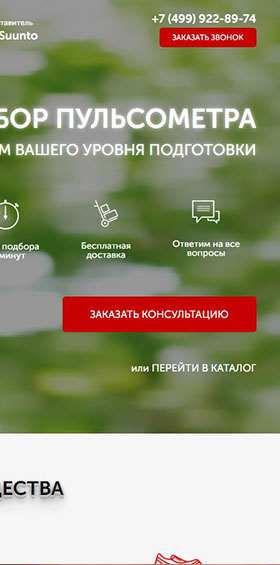 ставитель
Suunto
+7 (499) 922-89-74
ЗАКАЗАТЬ ЗВОНОК
БОР ПУЛЬСОМЕТРА
М ВАШЕГО УРОВНЯ ПОДГОТОВКИ
подбора
минут
Бесплатная
доставка
Ответим на все
вопросы
ЗАКАЗАТЬ КОНСУЛЬТАЦИЮ
или ПЕРЕЙТИ В КАТАЛОГ
ЕСТВА